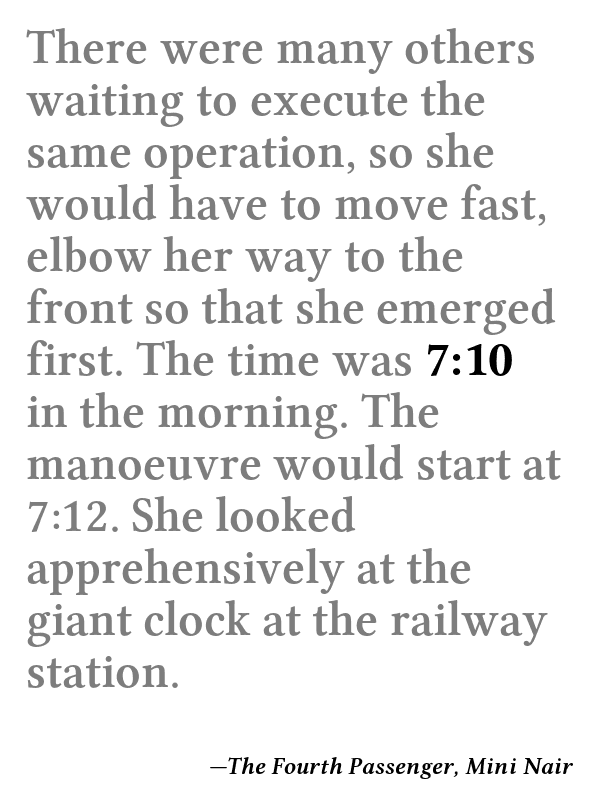 There were many others
waiting to execute the
same operation, so she
would have to move fast,
elbow her way to the
front so that she emerged
first. The time was 7:10
in the morning. The
manoeuvre would start at
7:12. She looked
apprehensively at the
giant clock at the railway
station.
—The Fourth Passenger, Mini Nair